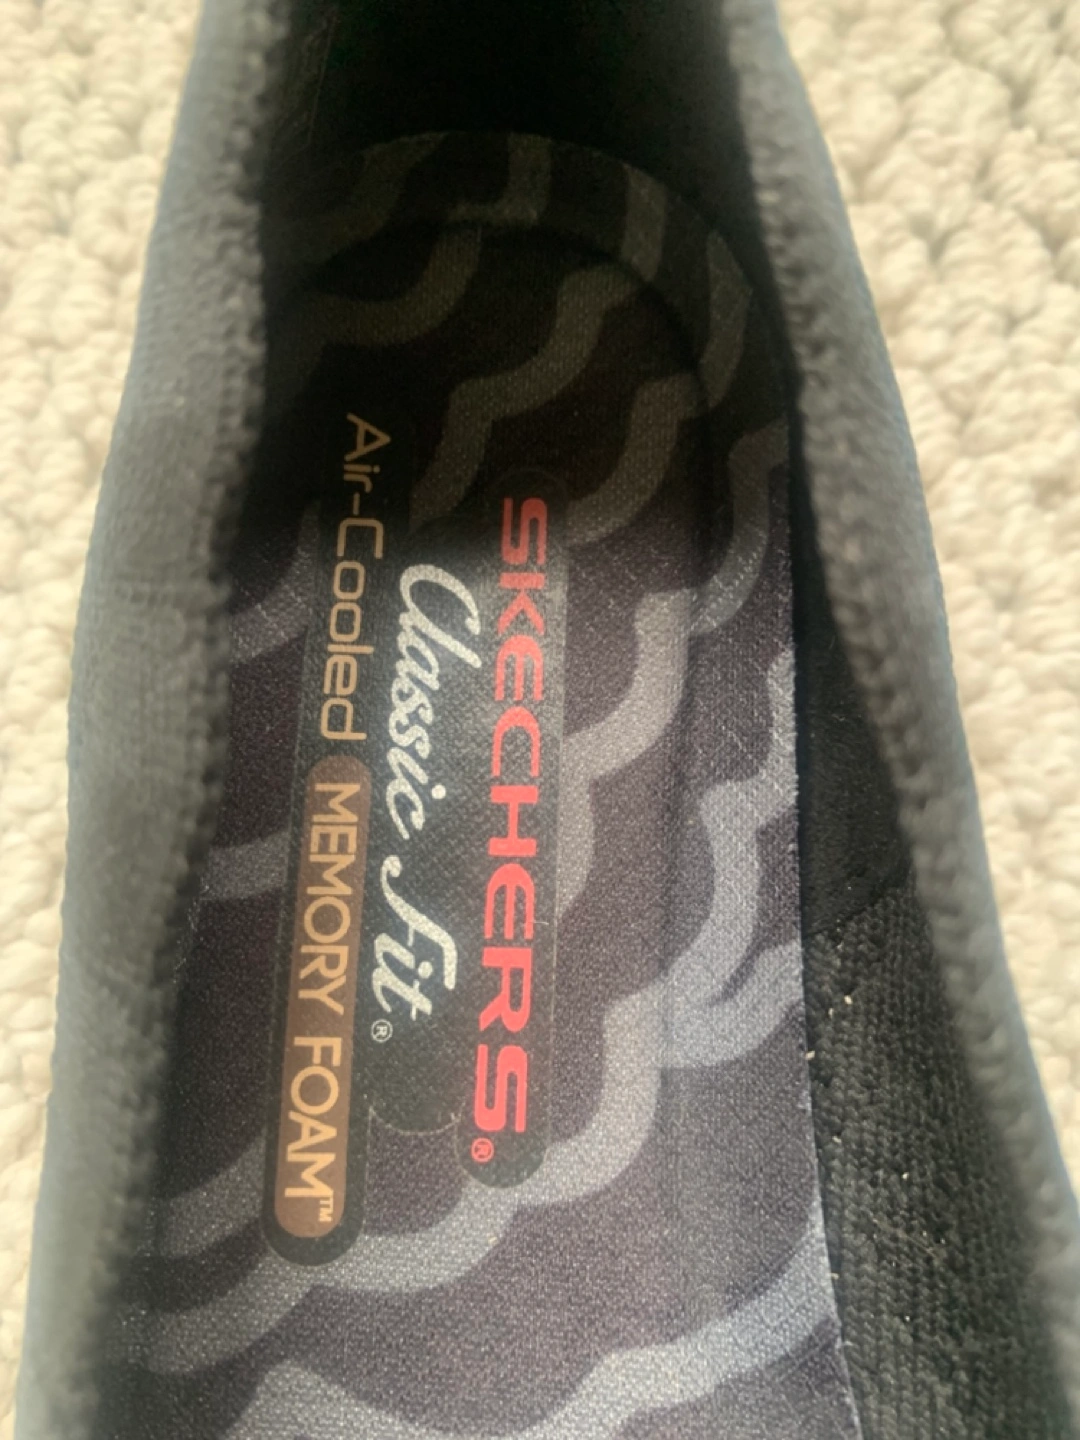 SKECHERS®
Classic Fit®
Air-Cooled MEMORY FOAM™